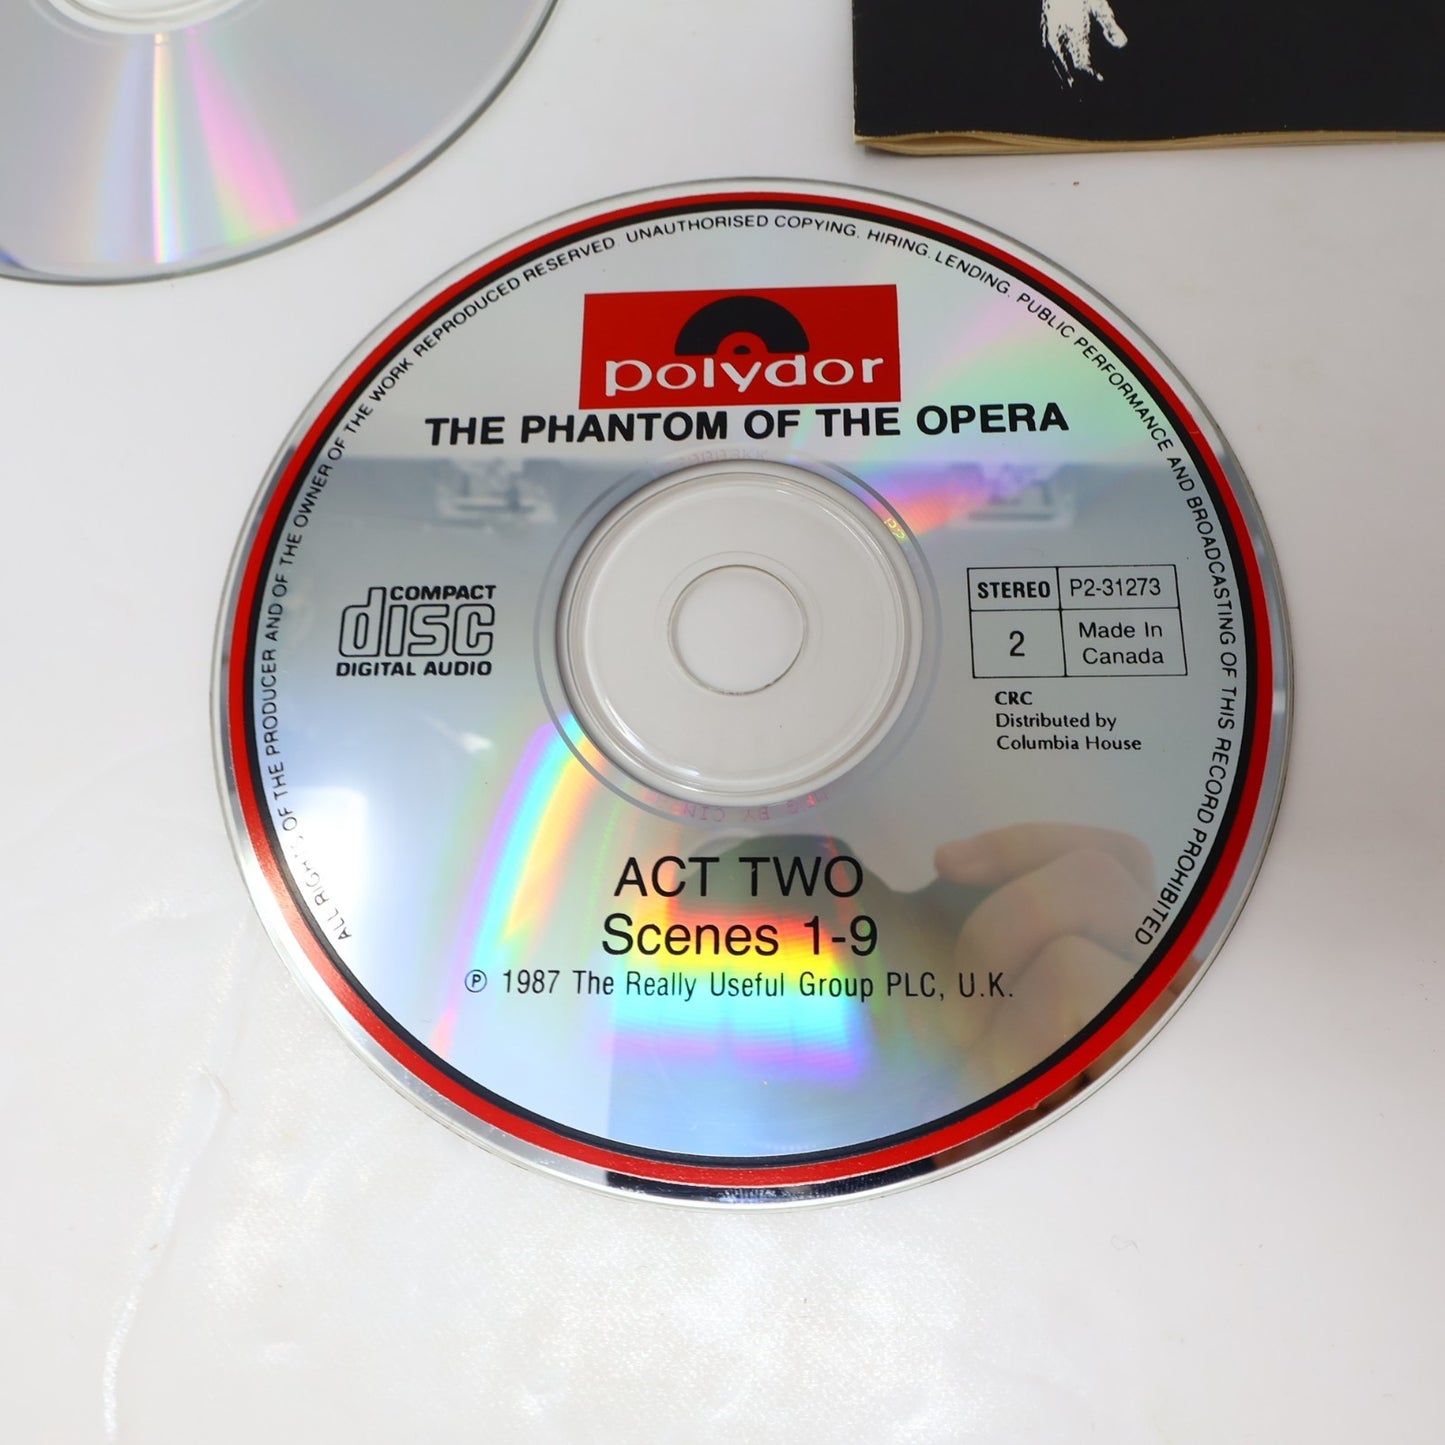 ALL RIGHTS OF THE PRODUCER AND OF THE OWNER OF THE WORK REPRODUCED RESERVED. UNAUTHORISED COPYING, HIRING, LENDING, PUBLIC PERFORMANCE AND BROADCASTING OF THIS RECORD PROHIBITED
polydor
THE PHANTOM OF THE OPERA
COMPACT
disc
DIGITAL AUDIO
STEREO P2-31273
2 Made In
Canada
CRC
Distributed by
Columbia House
MFG BY
ACT TWO
Scenes 1-9
℗ 1987 The Really Useful Group PLC, U.K.